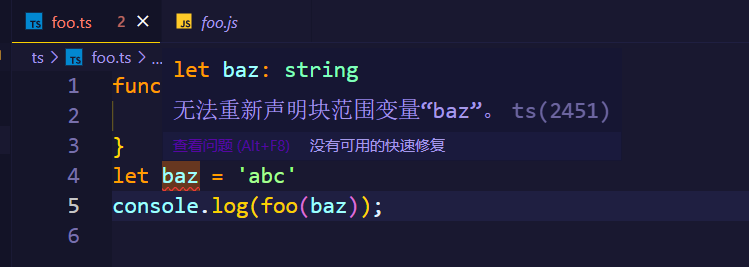 TS foo.ts 2 × JS foo.js
ts > TS foo.ts > ...
let baz: string
无法重新声明块范围变量“baz”。 ts(2451)
查看问题 (Alt+F8) 没有可用的快速修复
1 func
2
3 }
4 let baz = 'abc'
5 console.log(foo(baz));
6